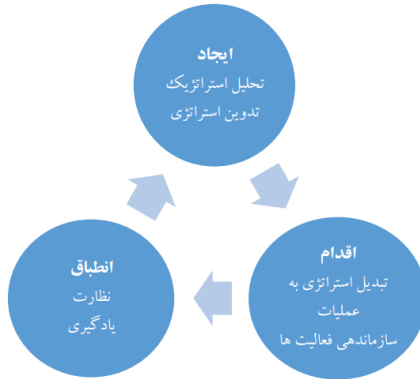 ایجاد
تحلیل استراتژیک
تدوین استراتژی
اقدام
تبدیل استراتژی به
عملیات
سازماندهی فعالیت ها
انطباق
نظارت
یادگیری